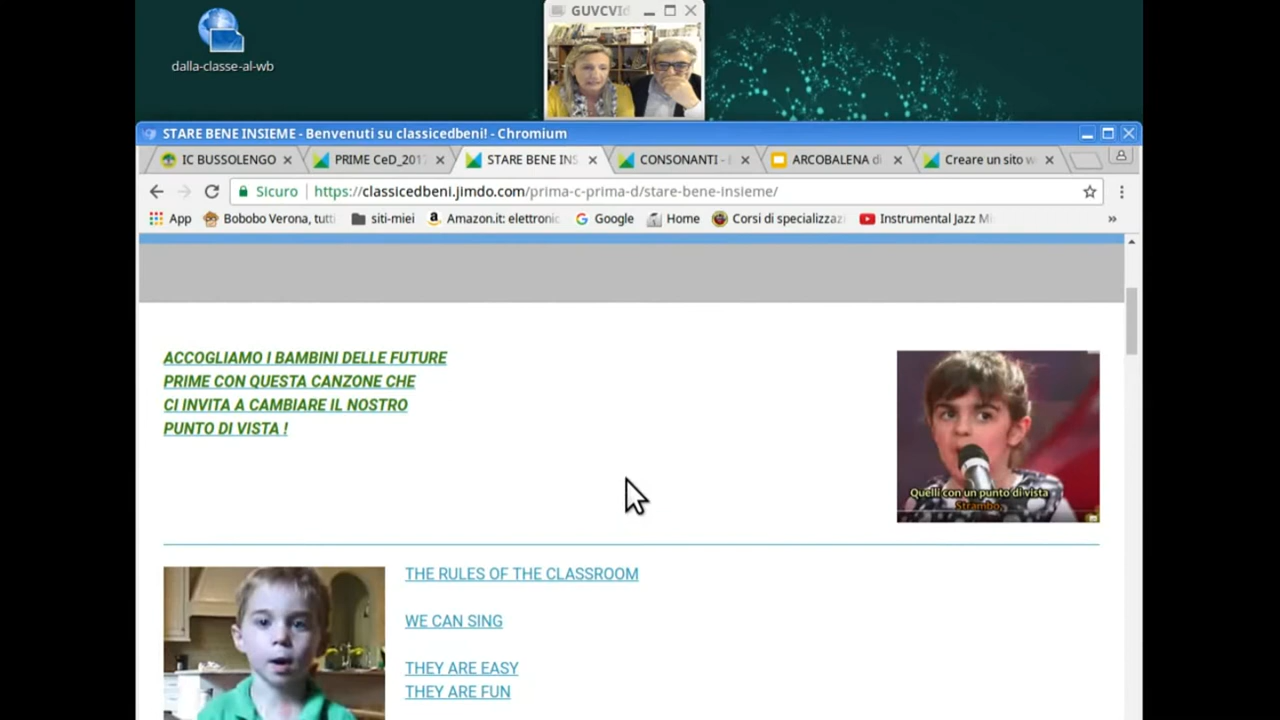 GUVCVid
dalla-classe-al-wb
STARE BENE INSIEME - Benvenuti su classicedbeni! - Chromium
IC BUSSOLENGO
PRIME CeD_2017
STARE BENE INS
CONSONANTI -
ARCOBALENA di
Creare un sito w
Sicuro
https://classicedbeni.jimdo.com/prima-c-prima-d/stare-bene-insieme/
App
Bobobo Verona, tutti
siti-miei
Amazon.it: elettronic
Google
Home
Corsi di specializzazi
Instrumental Jazz Mi
»
ACCOGLIAMO I BAMBINI DELLE FUTURE
PRIME CON QUESTA CANZONE CHE
CI INVITA A CAMBIARE IL NOSTRO
PUNTO DI VISTA !
Quelli con un punto di vista
Strambo,
THE RULES OF THE CLASSROOM
WE CAN SING
THEY ARE EASY
THEY ARE FUN